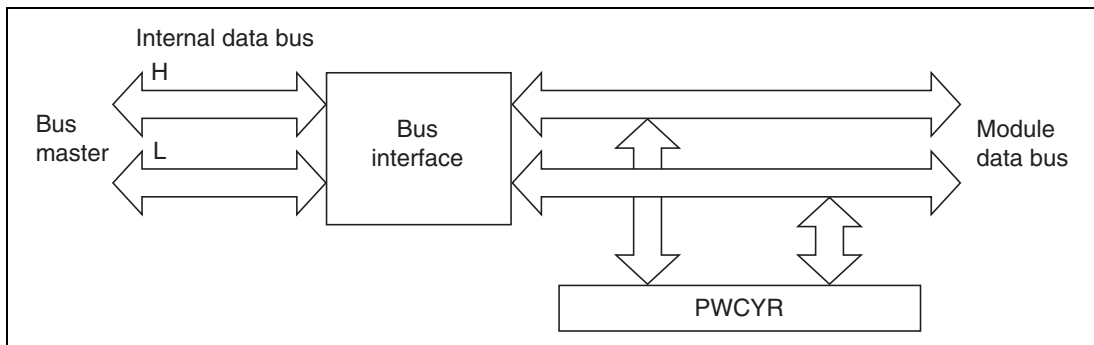 Internal data bus
H
Bus
master
L
Bus
interface
Module
data bus
PWCYR